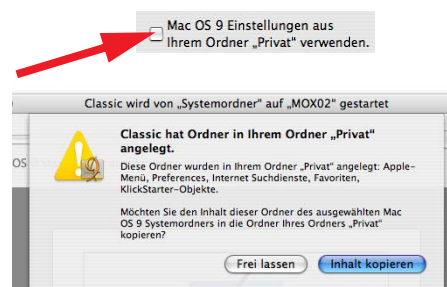 Mac OS 9 Einstellungen aus
Ihrem Ordner „Privat“ verwenden.
Classic wird von „Systemordner“ auf „MOX02“ gestartet
Classic hat Ordner in Ihrem Ordner „Privat“
angelegt.
OS
Diese Ordner wurden in Ihrem Ordner „Privat“ angelegt: Apple-
Menü, Preferences, Internet Suchdienste, Favoriten,
KlickStarter-Objekte.
Möchten Sie den Inhalt dieser Ordner des ausgewählten Mac
OS 9 Systemordners in die Ordner Ihres Ordners „Privat“
kopieren?
Frei lassen
Inhalt kopieren